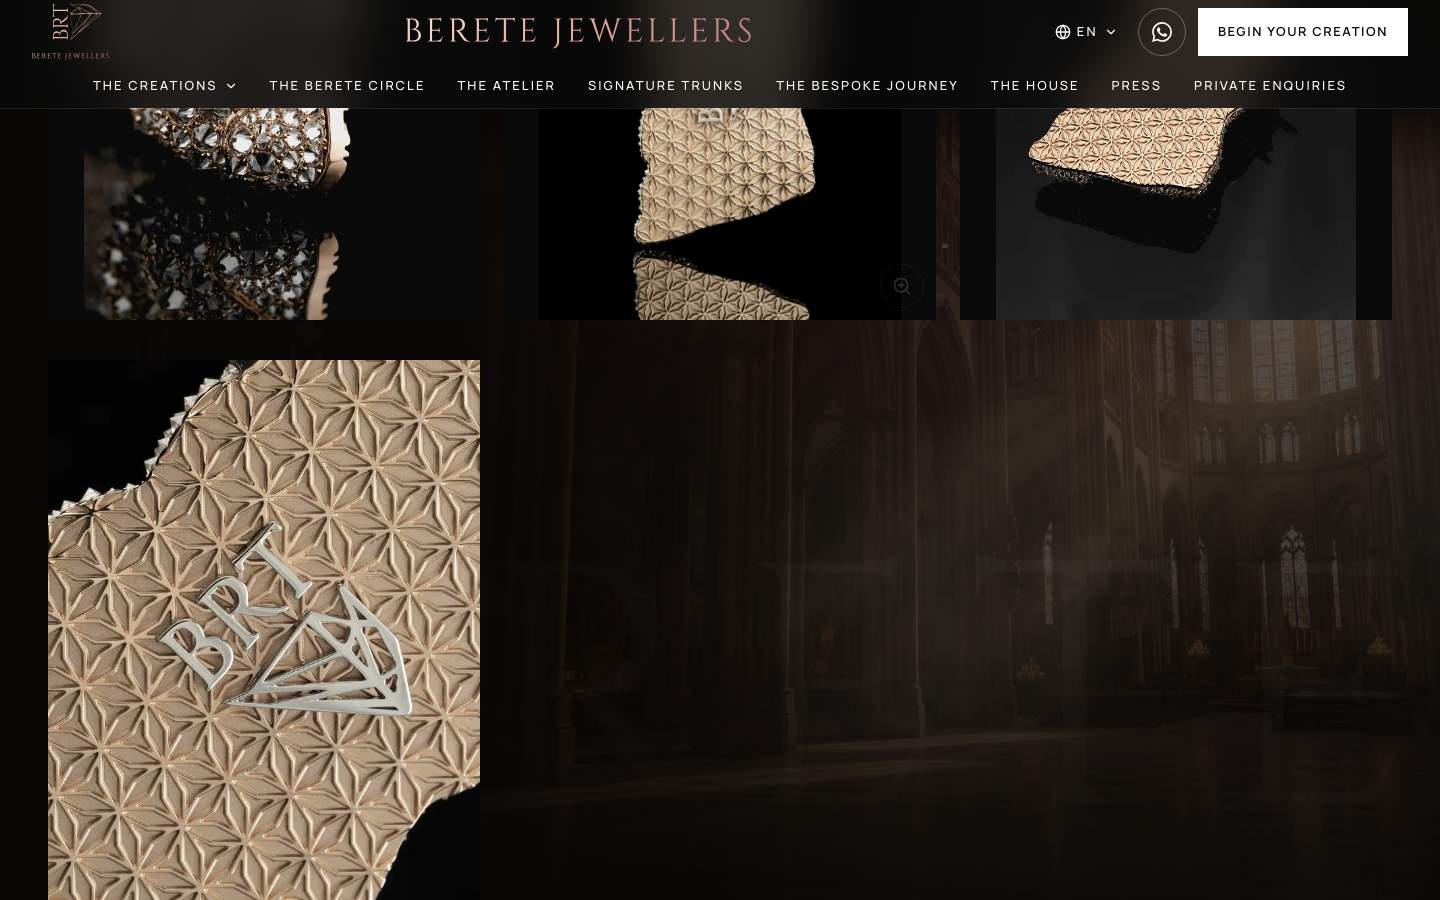 BRT
BERETE JEWELLERS
BERETE JEWELLERS
EN
BEGIN YOUR CREATION
THE CREATIONS
THE BERETE CIRCLE
THE ATELIER
SIGNATURE TRUNKS
THE BESPOKE JOURNEY
THE HOUSE
PRESS
PRIVATE ENQUIRIES
BRT